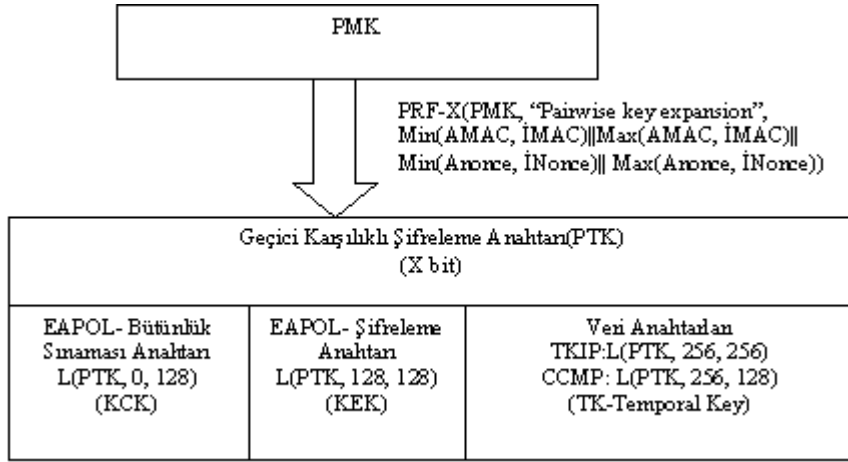 PMK
PRF-X(PMK, “Pairwise key expansion”,
Min(AMAC, İMAC)||Max(AMAC, İMAC)||
Min(Anonce, İNonce)|| Max(Anonce, İNonce))
Geçici Karşılıklı Şifreleme Anahtarı(PTK)
(X bit)
EAPOL- Bütünlük
Sınaması Anahtarı
L(PTK, 0, 128)
(KCK)
EAPOL- Şifreleme
Anahtarı
L(PTK, 128, 128)
(KEK)
Veri Anahtarları
TKIP:L(PTK, 256, 256)
CCMP: L(PTK, 256, 128)
(TK-Temporal Key)